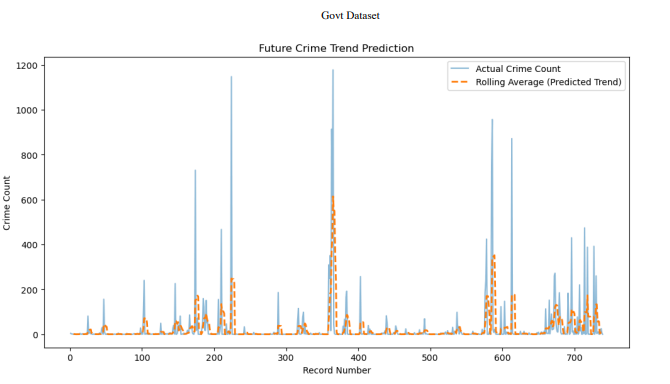 Govt Dataset
Future Crime Trend Prediction
Actual Crime Count
Rolling Average (Predicted Trend)
1200
1000
800
600
400
200
0
Crime Count
0 100 200 300 400 500 600 700
Record Number